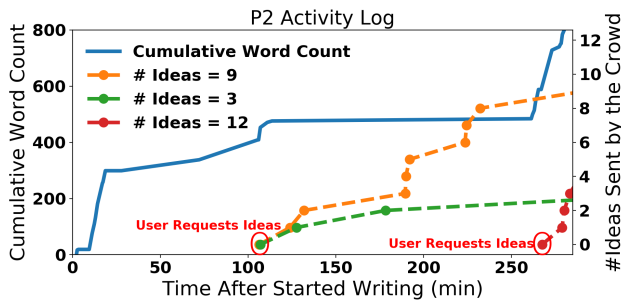 P2 Activity Log
Cumulative Word Count
800
600
400
200
0
Cumulative Word Count
# Ideas = 9
# Ideas = 3
# Ideas = 12
User Requests Ideas
User Requests Ideas
12
10
8
6
4
2
0
#Ideas Sent by the Crowd
0 50 100 150 200 250
Time After Started Writing (min)